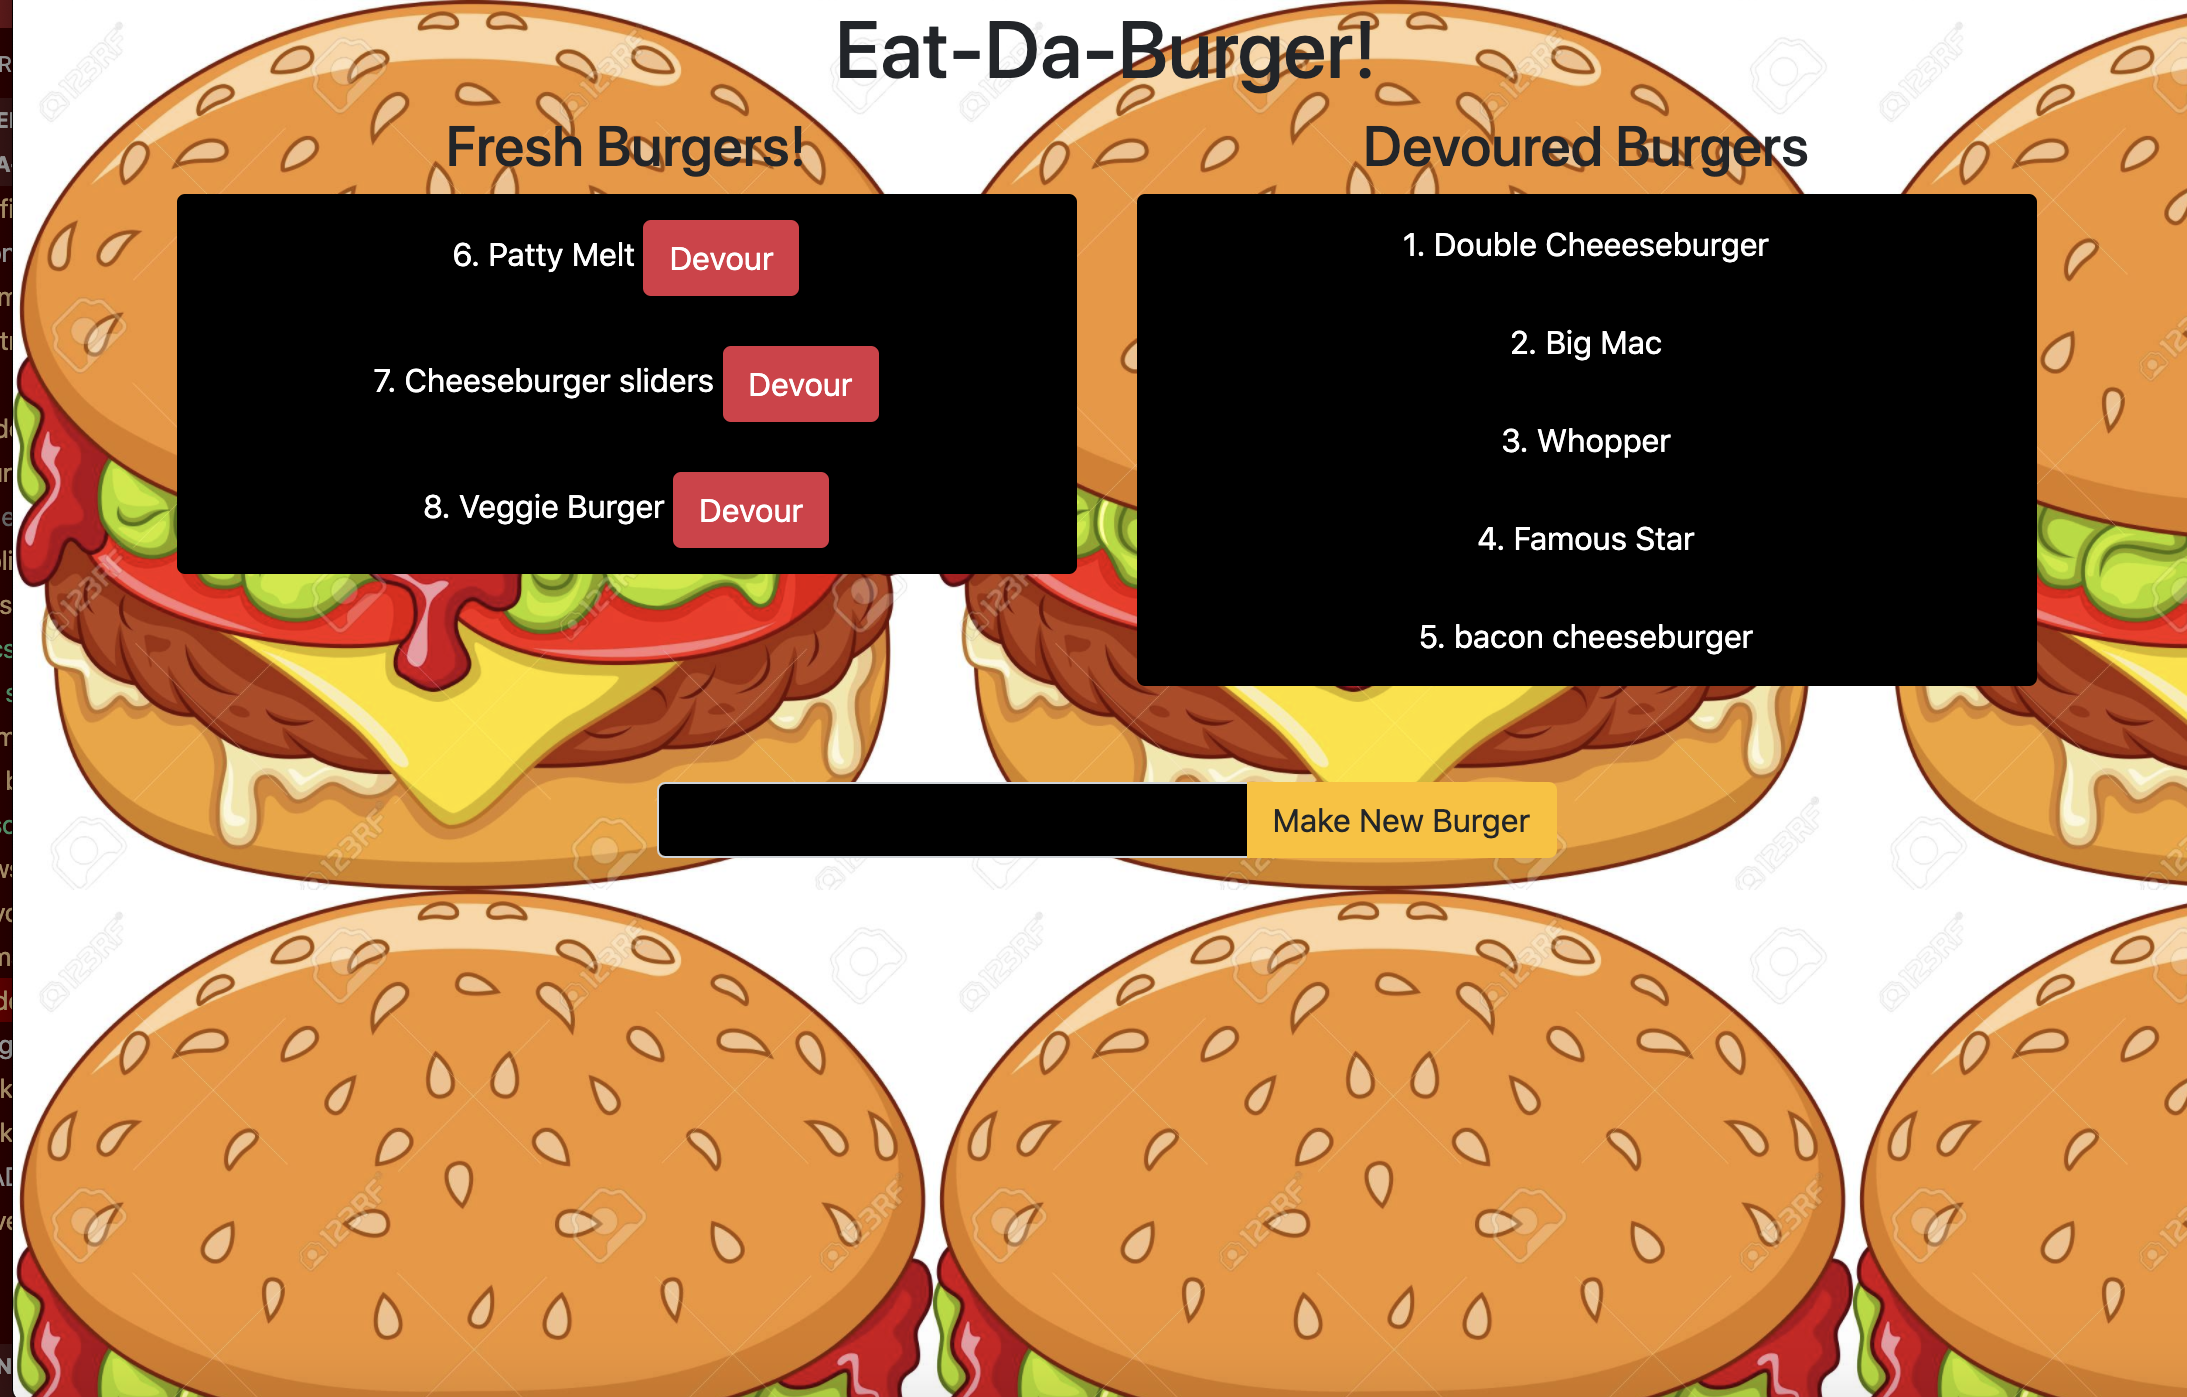 Eat-Da-Burger!
Fresh Burgers!
6. Patty Melt Devour
7. Cheeseburger sliders Devour
8. Veggie Burger Devour
Devoured Burgers
1. Double Cheeeseburger
2. Big Mac
3. Whopper
4. Famous Star
5. bacon cheeseburger
Make New Burger
123RF